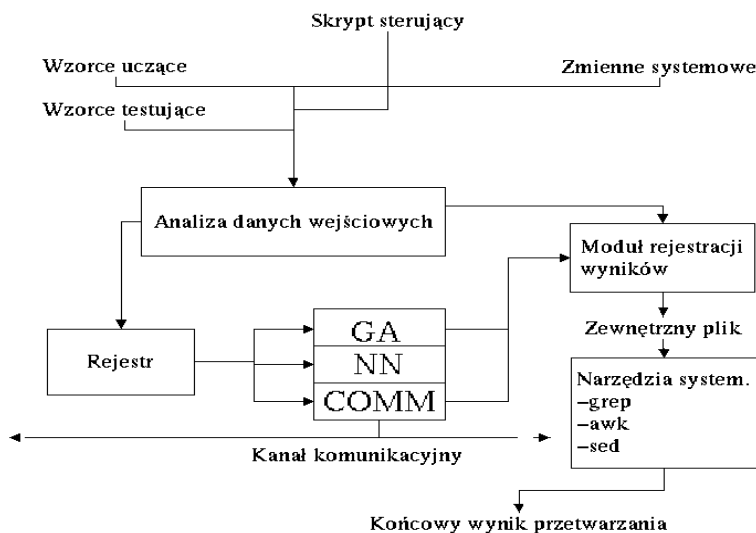 Skrypt sterujący
Wzorce uczące
Zmienne systemowe
Wzorce testujące
Analiza danych wejściowych
Moduł rejestracji
wyników
GA
Zewnętrzny plik
Rejestr
NN
Narzędzia system.
COMM
–grep
–awk
–sed
Kanał komunikacyjny
Końcowy wynik przetwarzania